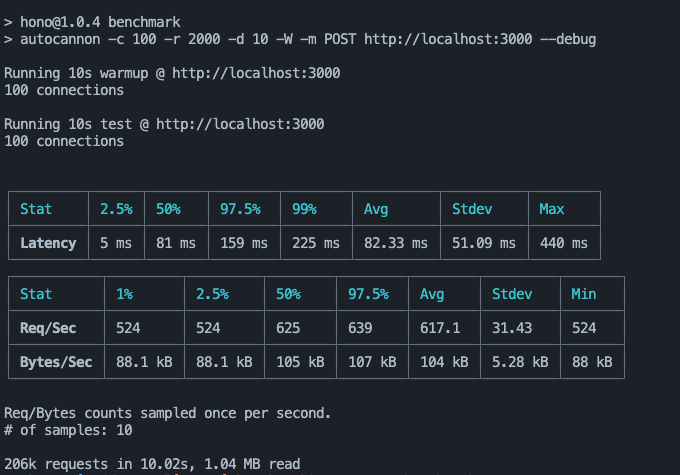 > hono@1.0.4 benchmark
> autocannon -c 100 -r 2000 -d 10 -W -m POST http://localhost:3000 --debug
Running 10s warmup @ http://localhost:3000
100 connections
Running 10s test @ http://localhost:3000
100 connections
Stat 2.5% 50% 97.5% 99% Avg Stdev Max
Latency 5 ms 81 ms 159 ms 225 ms 82.33 ms 51.09 ms 440 ms
Stat 1% 2.5% 50% 97.5% Avg Stdev Min
Req/Sec 524 524 625 639 617.1 31.43 524
Bytes/Sec 88.1 kB 88.1 kB 105 kB 107 kB 104 kB 5.28 kB 88 kB
Req/Bytes counts sampled once per second.
# of samples: 10
206k requests in 10.02s, 1.04 MB read